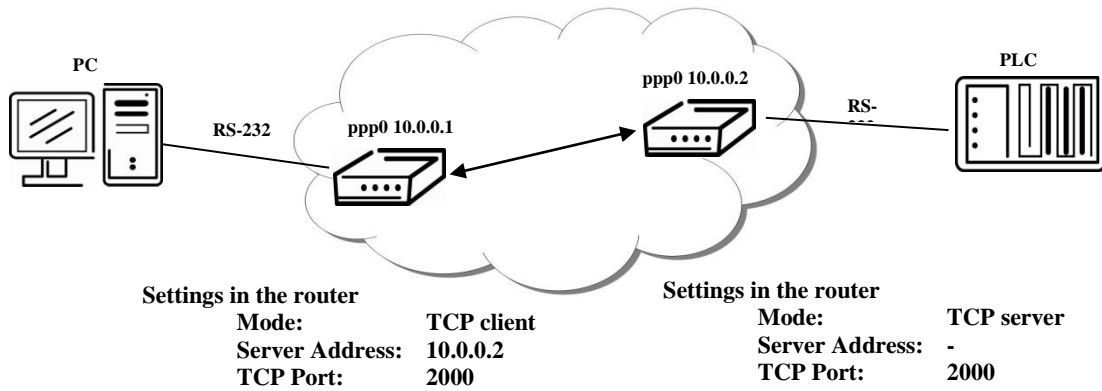 PC
PLC
ppp0 10.0.0.2
RS-232
ppp0 10.0.0.1
RS-
Settings in the router
Mode: TCP client
Server Address: 10.0.0.2
TCP Port: 2000
Settings in the router
Mode: TCP server
Server Address: -
TCP Port: 2000